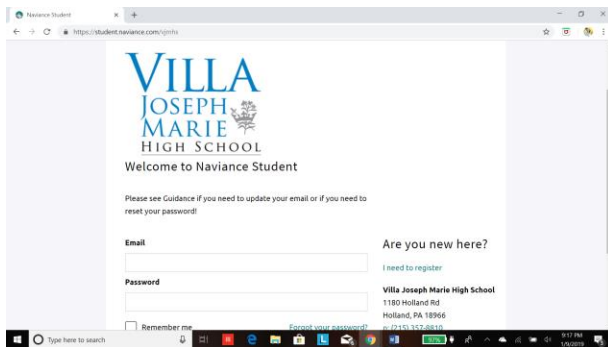 Naviance Student
https://student.naviance.com/vjmhs
VILLA
JOSEPH
MARIE
HIGH SCHOOL
Welcome to Naviance Student
Please see Guidance if you need to update your email or if you need to
reset your password!
Email
Password
Remember me
Forgot your password?
Are you new here?
I need to register
Villa Joseph Marie High School
1180 Holland Rd
Holland, PA 18966
p: (215) 357-8810
Type here to search
97%
9:17 PM
1/9/2019